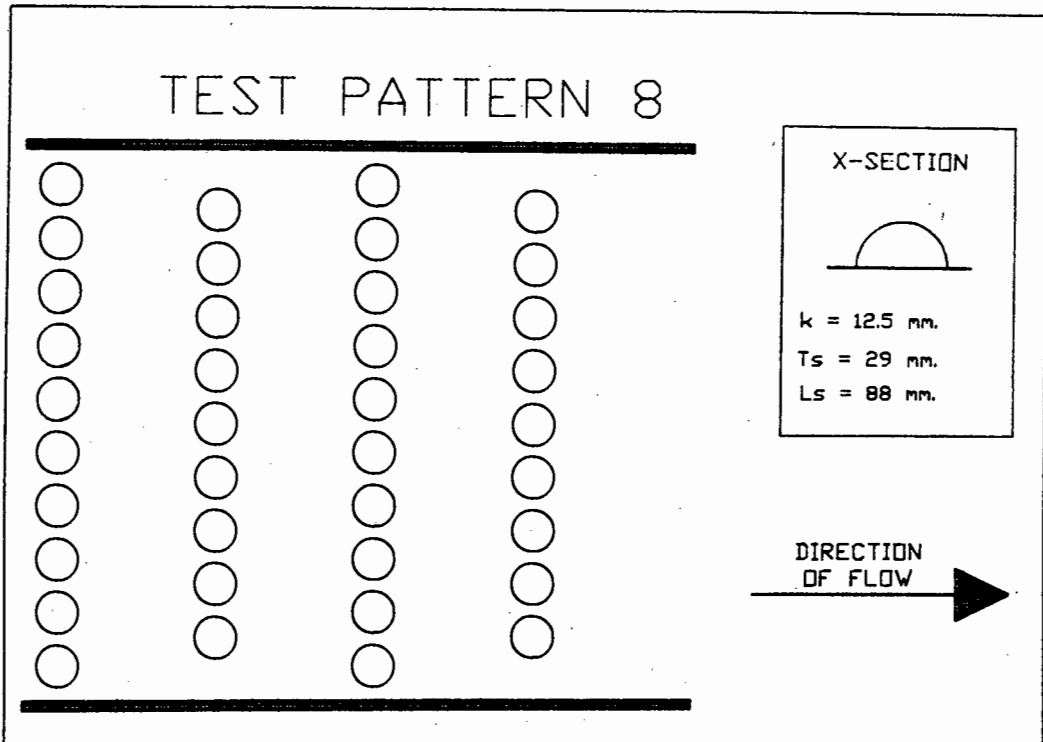 TEST PATTERN 8
X-SECTION
k = 12.5 mm.
Ts = 29 mm.
Ls = 88 mm.
DIRECTION
OF FLOW